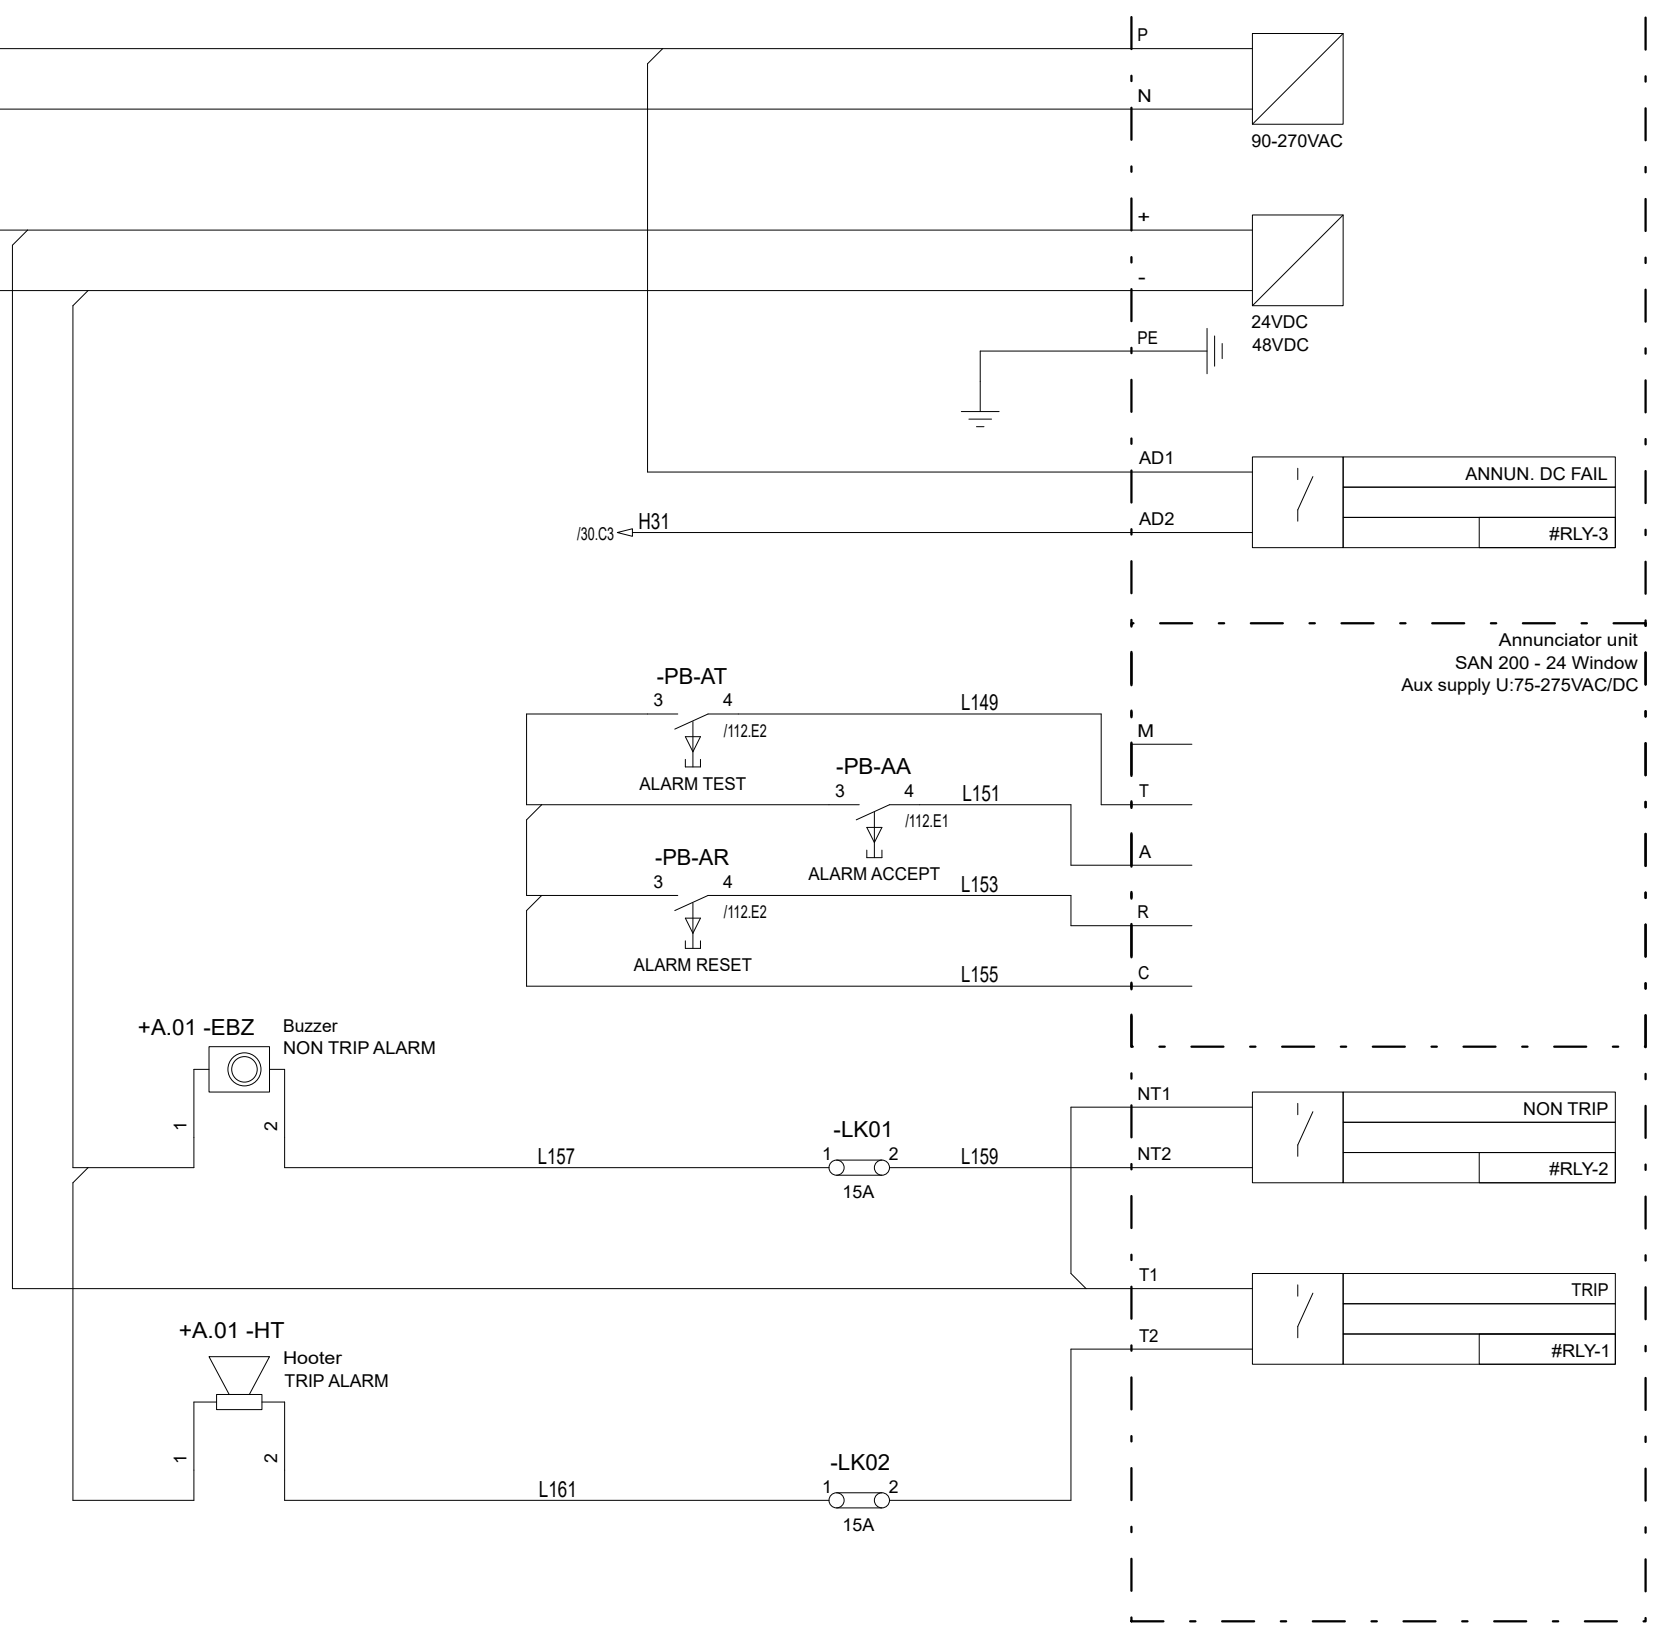 P
N
90-270VAC
+
-
24VDC
48VDC
PE
AD1
ANNUN. DC FAIL
/30.C3 H31
AD2
#RLY-3
Annunciator unit
SAN 200 - 24 Window
Aux supply U:75-275VAC/DC
-PB-AT
3 4
L149
/112.E2
M
ALARM TEST
-PB-AA
3 4
L151
T
/112.E1
-PB-AR
A
ALARM ACCEPT
3 4
L153
/112.E2
R
ALARM RESET
L155
C
+A.01 -EBZ
Buzzer
NON TRIP ALARM
1 2
NT1
NON TRIP
-LK01
L157
1 2
L159
NT2
#RLY-2
15A
T1
TRIP
+A.01 -HT
T2
Hooter
TRIP ALARM
#RLY-1
1 2
-LK02
L161
1 2
15A